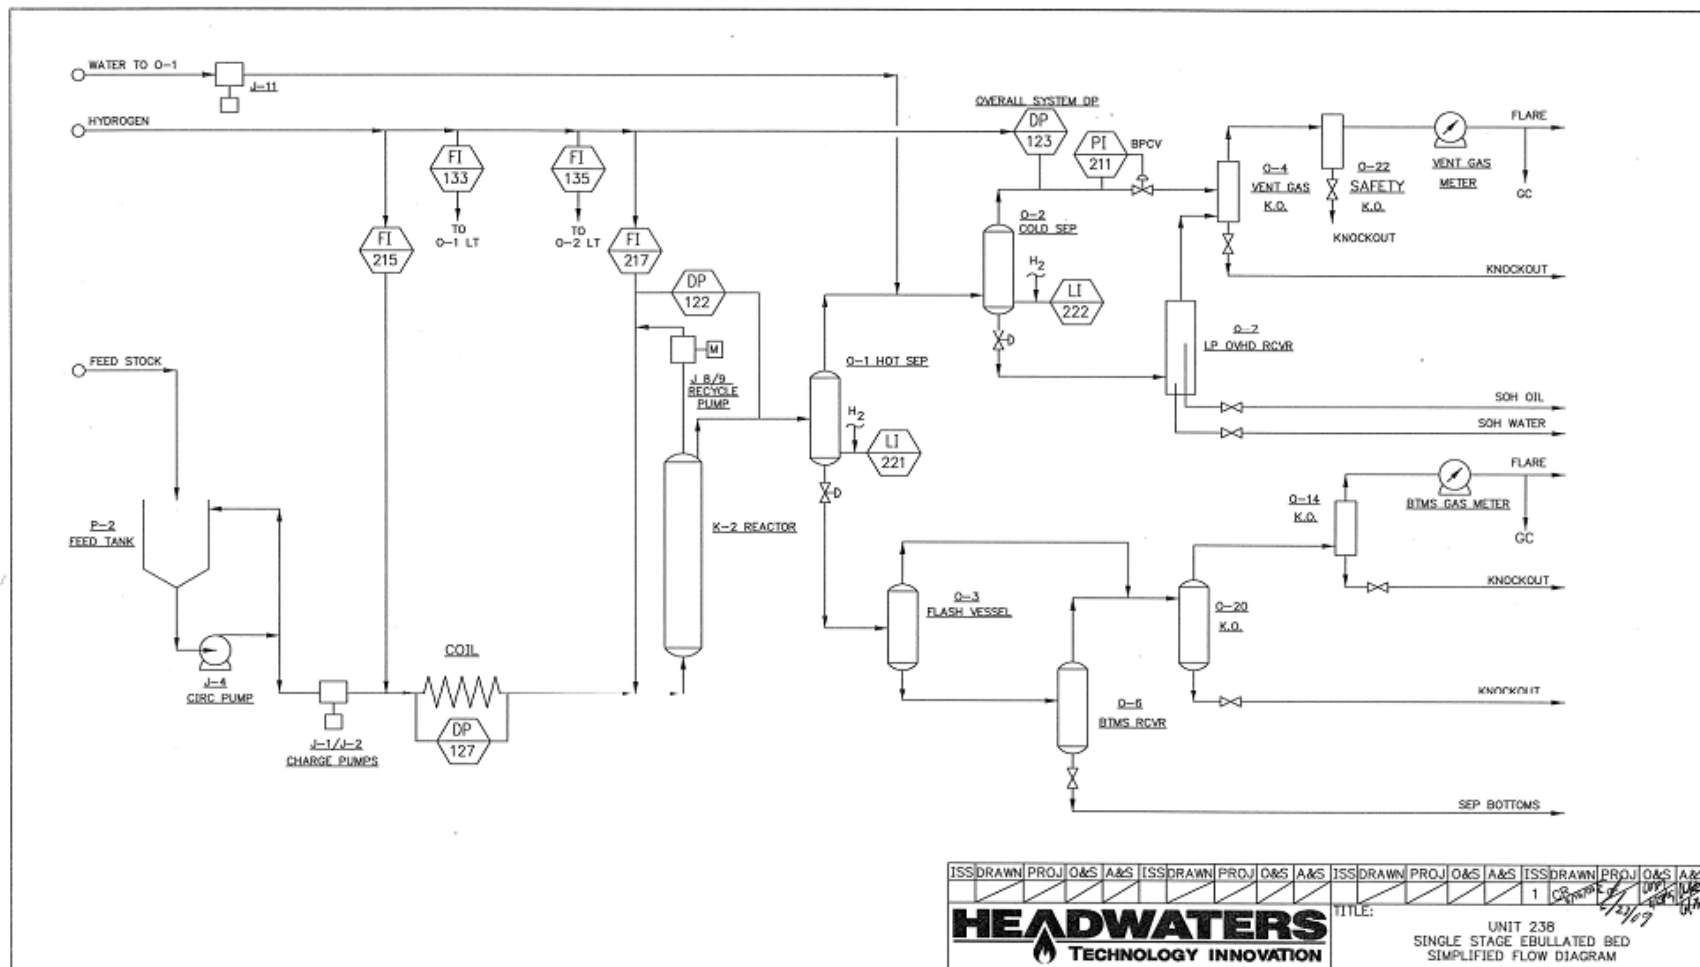 WATER TO O-1
J-11
HYDROGEN
OVERALL SYSTEM DP
DP
123
PI
211
BPCV
FI
133
FI
135
TO
O-1 LT
TO
O-2 LT
FI
215
FI
217
DP
122
O-2
COLD SEP
H2
LI
222
O-4
VENT GAS
K.O.
O-22
SAFETY
K.O.
KNOCKOUT
VENT GAS
METER
FLARE
GC
KNOCKOUT
O-7
LP OVHD RCVR
SOH OIL
SOH WATER
FEED STOCK
M
J 8/9
RECYCLE
PUMP
O-1 HOT SEP
D
D
H2
LI
221
K-2 REACTOR
P-2
FEED TANK
J-4
CIRC PUMP
J-1/J-2
CHARGE PUMPS
COIL
DP
127
O-3
FLASH VESSEL
O-6
BTMS RCVR
O-20
K.O.
O-14
K.O.
BTMS GAS METER
FLARE
GC
KNOCKOUT
KNOCKOUT
SEP BOTTOMS
ISS DRAWN PROJ O&S A&S ISS DRAWN PROJ O&S A&S ISS DRAWN PROJ O&S A&S ISS DRAWN PROJ O&S A&S
1
HEADWATERS
TECHNOLOGY INNOVATION
TITLE:
UNIT 238
SINGLE STAGE EBULLATED BED
SIMPLIFIED FLOW DIAGRAM